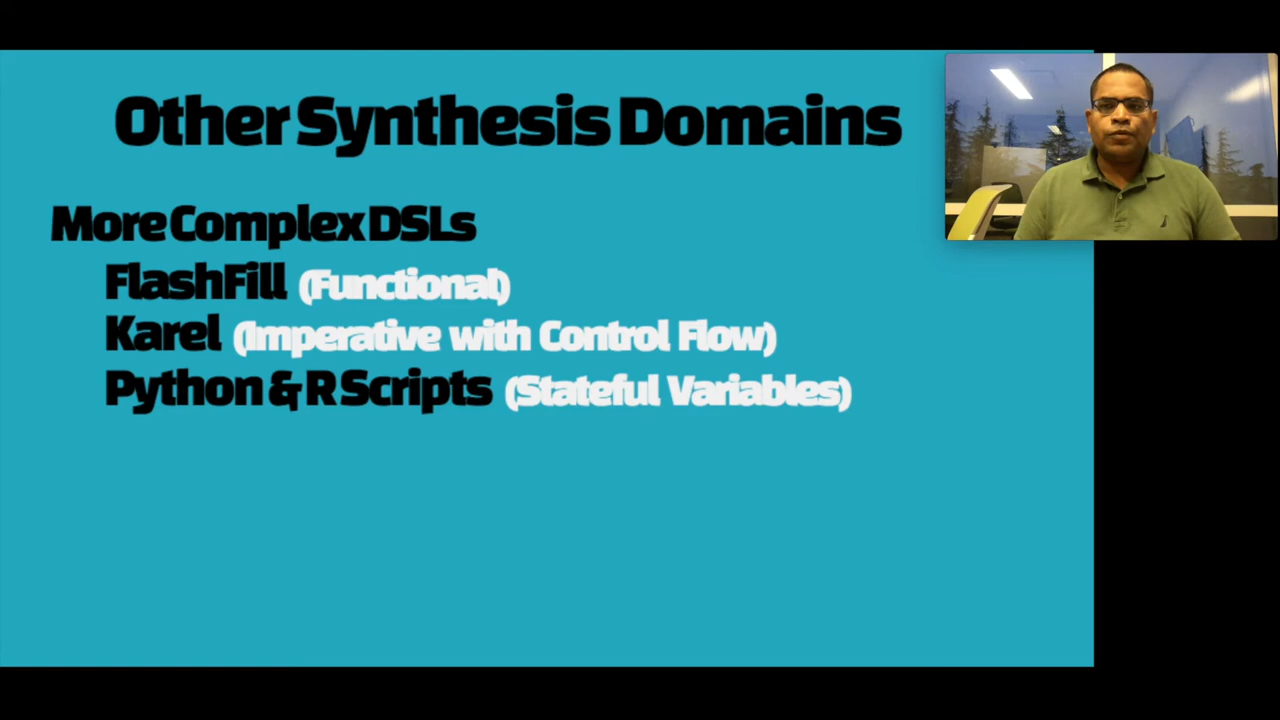 Other Synthesis Domains
More Complex DSLs
FlashFill (Functional)
Karel (Imperative with Control Flow)
Python & R Scripts (Stateful Variables)